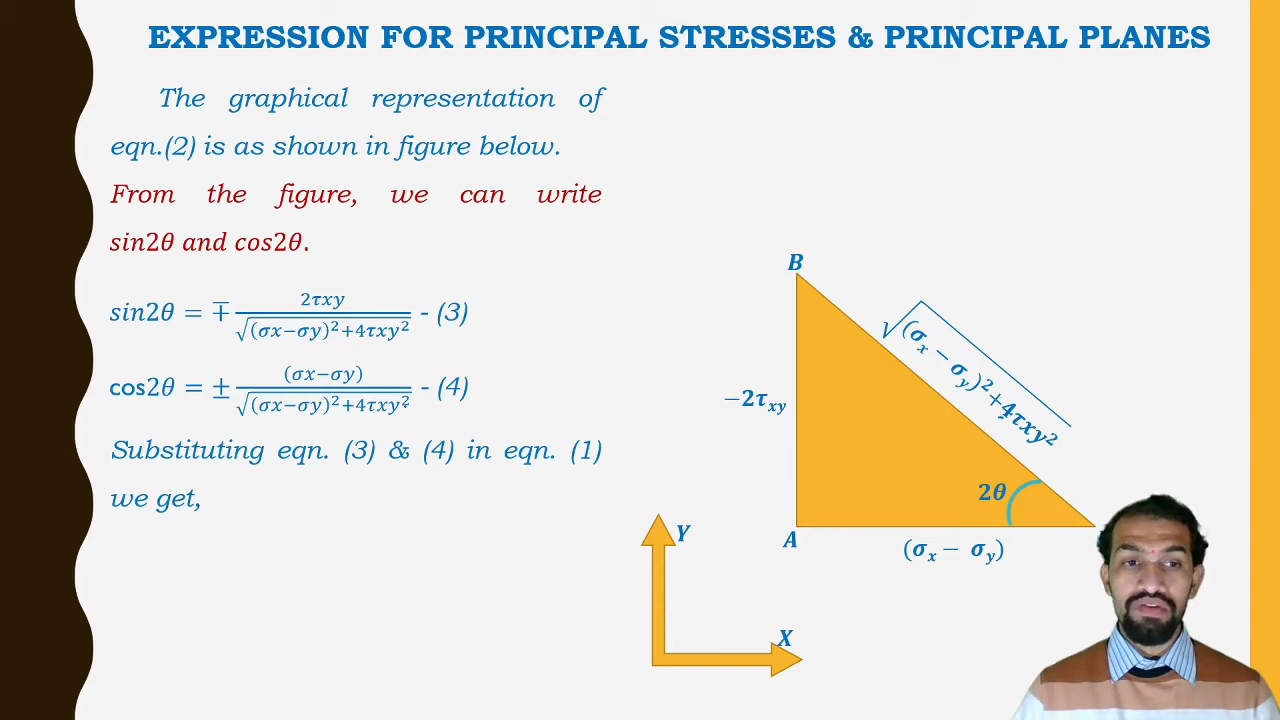 EXPRESSION FOR PRINCIPAL STRESSES & PRINCIPAL PLANES
The graphical representation of
eqn.(2) is as shown in figure below.
From the figure, we can write
sin2θ and cos2θ.
sin2θ = ∓ 2τxy / √(σx−σy)²+4τxy² - (3)
cos2θ = ± (σx−σy) / √(σx−σy)²+4τxy² - (4)
Substituting eqn. (3) & (4) in eqn. (1)
we get,
B
√(σx − σy)²+4τxy²
−2τxy
2θ
A
(σx − σy)
Y
X